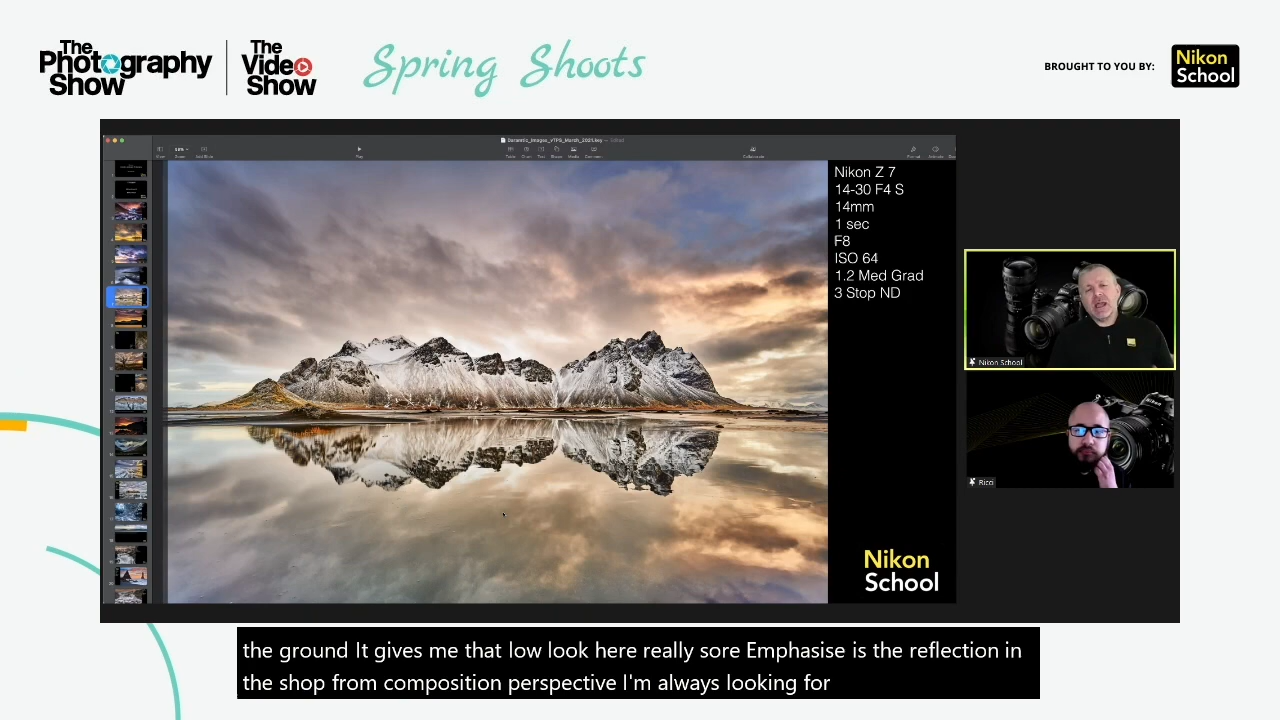 The Photography Show
The Video Show
Spring Shoots
BROUGHT TO YOU BY:
Nikon School
Nikon Z 7
14-30 F4 S
14mm
1 sec
F8
ISO 64
1.2 Med Grad
3 Stop ND
Nikon School
Ricci
Nikon
School
the ground It gives me that low look here really sore Emphasise is the reflection in
the shop from composition perspective I'm always looking for